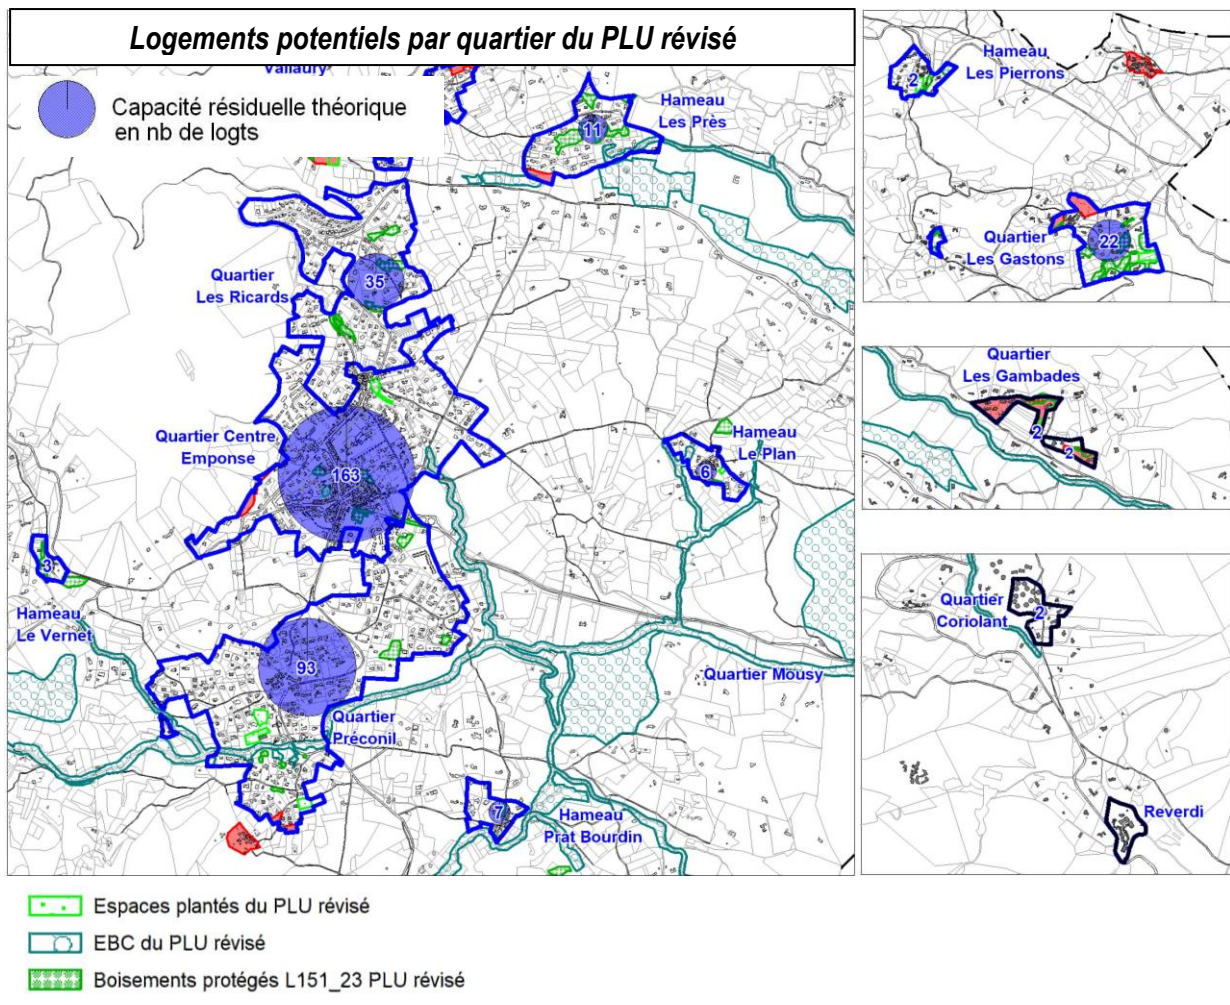 Logements potentiels par quartier du PLU révisé
Vallaury
Capacité résiduelle théorique
en nb de logts
Hameau
Les Près
11
Quartier
Les Ricards
35
Quartier Centre
Emponse
163
Hameau
Le Plan
6
3
Hameau
Le Vernet
93
Quartier
Préconil
Quartier Mousy
7
Hameau
Prat Bourdin
Hameau
Les Pierrons
2
Quartier
Les Gastons
22
Quartier
Les Gambades
2
2
Quartier
Coriolant
2
Reverdi
Espaces plantés du PLU révisé
EBC du PLU révisé
Boisements protégés L151_23 PLU révisé